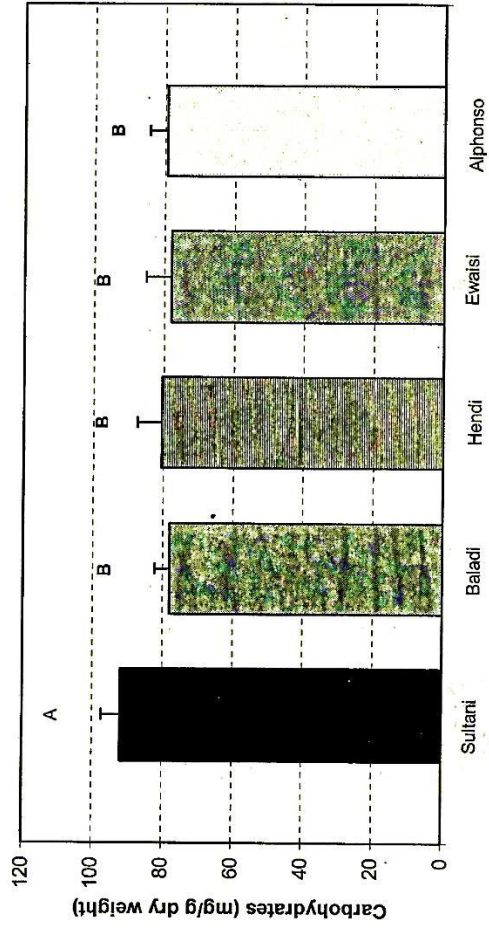 Carbohydrates (mg/g dry weight)
120
100
80
60
40
20
0
A
B
B
B
B
Sultani
Baladi
Hendi
Ewaisi
Alphonso